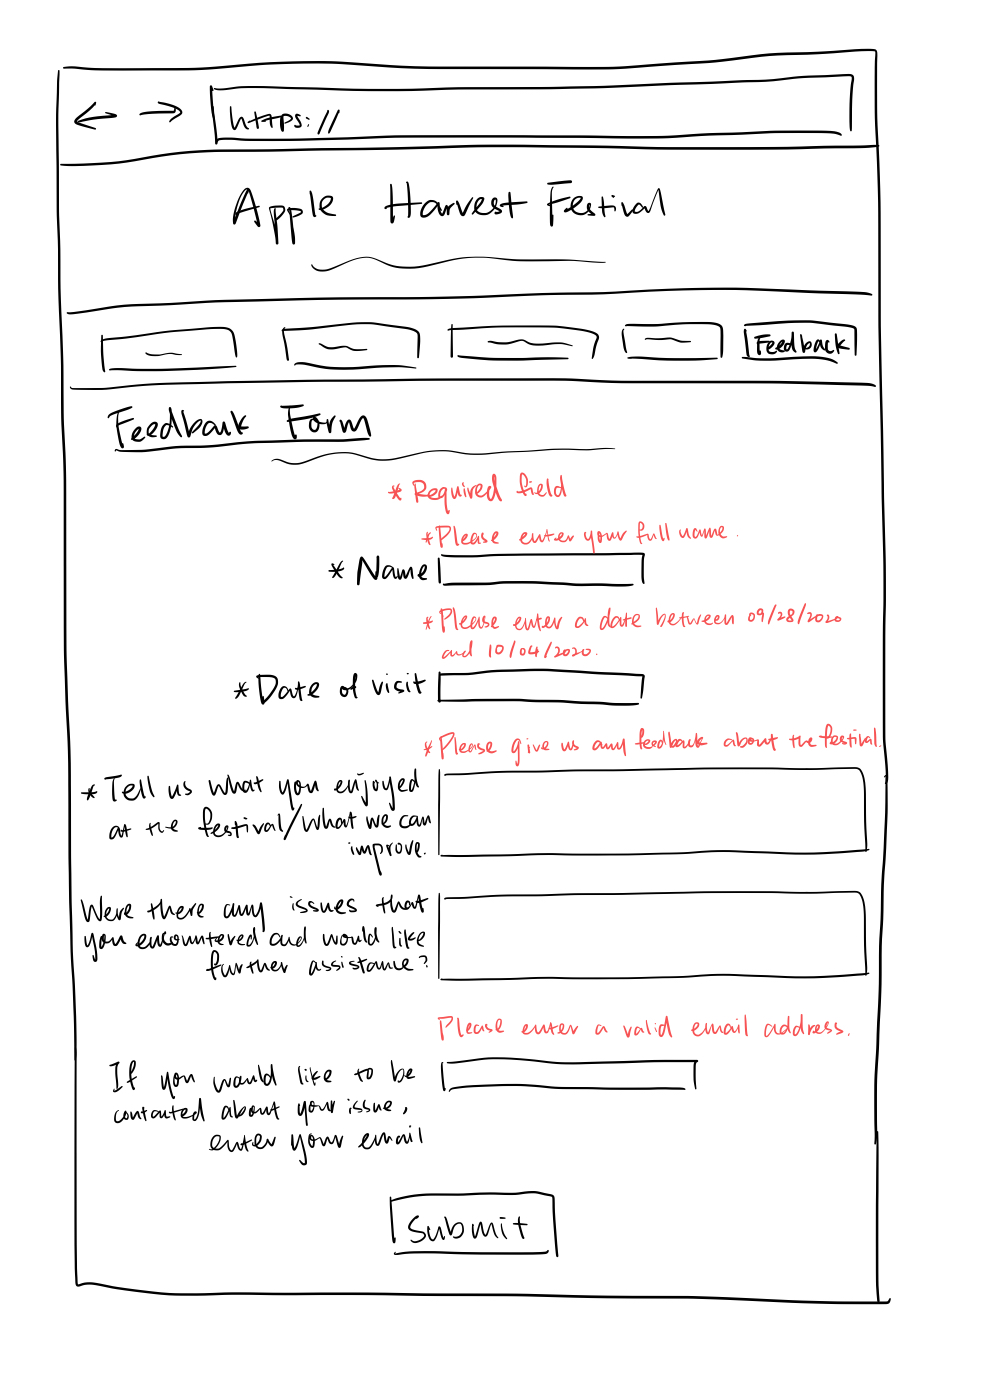 https://
Apple Harvest Festival
Feedback
Feedback Form
* Required field
* Please enter your full name.
* Name
* Please enter a date between 09/28/2020
and 10/04/2020.
* Date of visit
* Please give us any feedback about the festival.
* Tell us what you enjoyed
at the festival/what we can
improve.
Were there any issues that
you encountered and would like
further assistance?
Please enter a valid email address.
If you would like to be
contacted about your issue,
enter your email
Submit